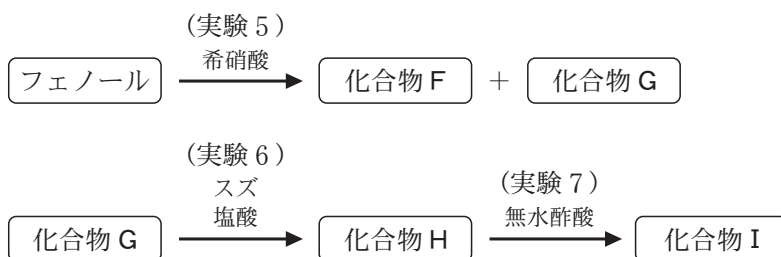 (実験5)
希硝酸
フェノール 化合物F + 化合物G
(実験6)
スズ
塩酸
(実験7)
無水酢酸
化合物G 化合物H 化合物I